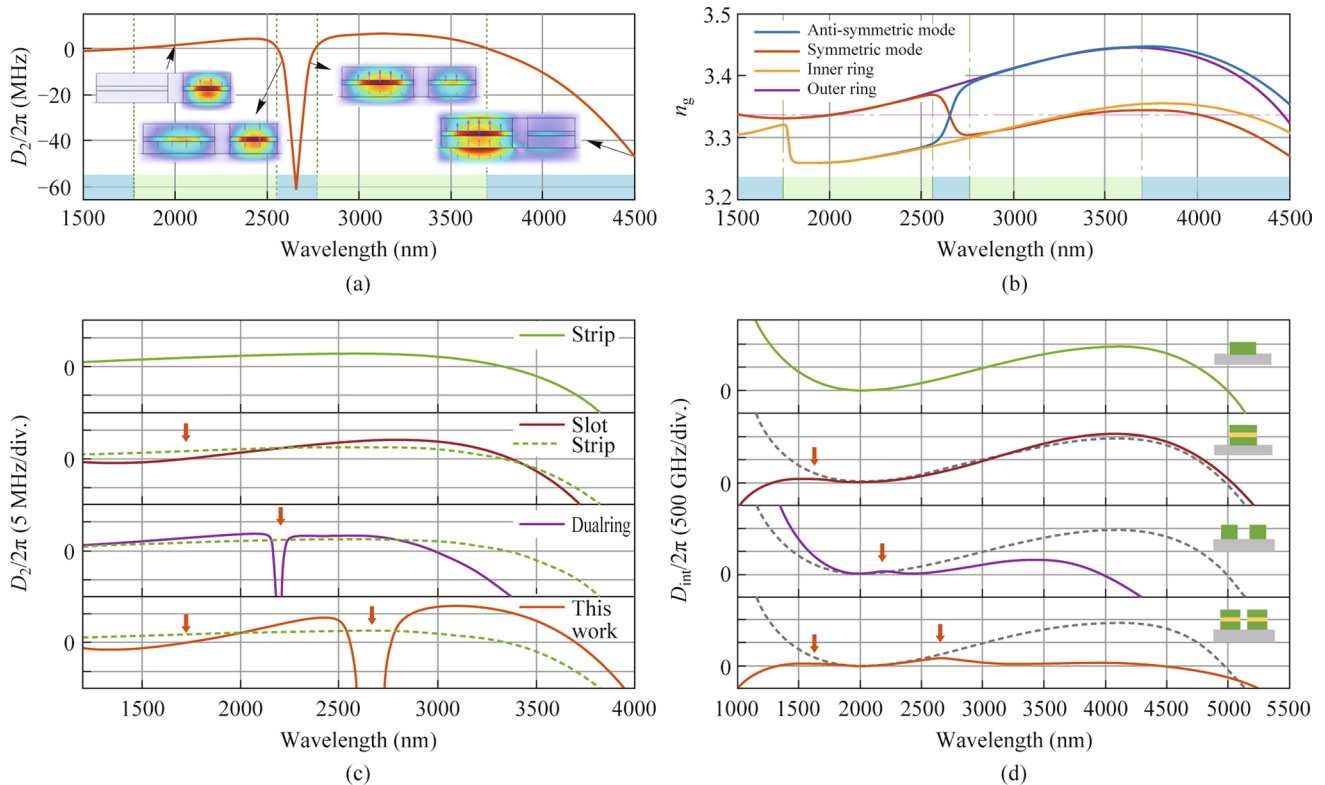 0
−20
−40
−60
D₂/2π (MHz)
1500 2000 2500 3000 3500 4000 4500
Wavelength (nm)
(a)
3.5
3.4
3.3
3.2
n_g
Anti-symmetric mode
Symmetric mode
Inner ring
Outer ring
1500 2000 2500 3000 3500 4000 4500
Wavelength (nm)
(b)
D₂/2π (5 MHz/div.)
0
Strip
0
Slot
Strip
0
Dualring
0
This
work
1500 2000 2500 3000 3500 4000
Wavelength (nm)
(c)
D_int/2π (500 GHz/div.)
0
0
0
0
1000 1500 2000 2500 3000 3500 4000 4500 5000 5500
Wavelength (nm)
(d)